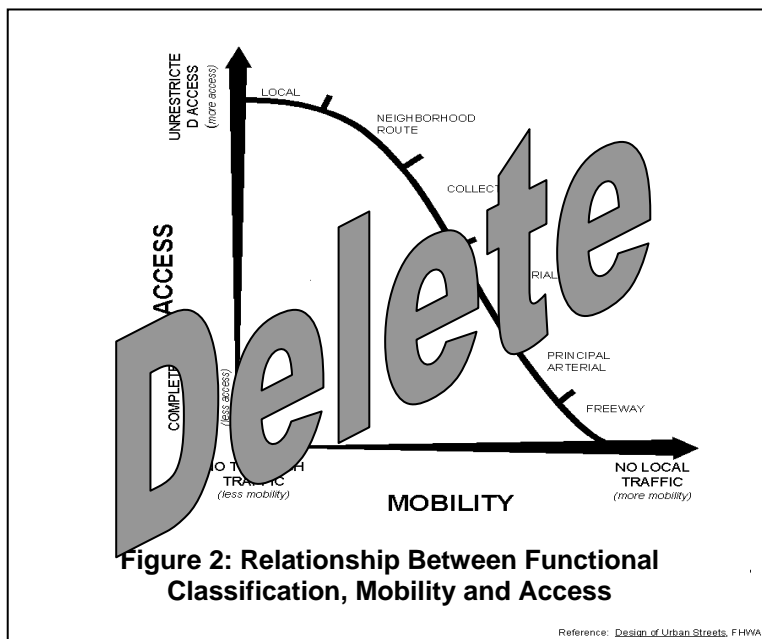 UNRESTRICTE
D ACCESS
(more access)
LOCAL
NEIGHBORHOOD
ROUTE
ACCESS
Delete
PRINCIPAL
ARTERIAL
FREEWAY
(less access)
TRAFFIC
(less mobility)
MOBILITY
NO LOCAL
TRAFFIC
(more mobility)
Figure 2: Relationship Between Functional
Classification, Mobility and Access
Reference: Design of Urban Streets, FHWA